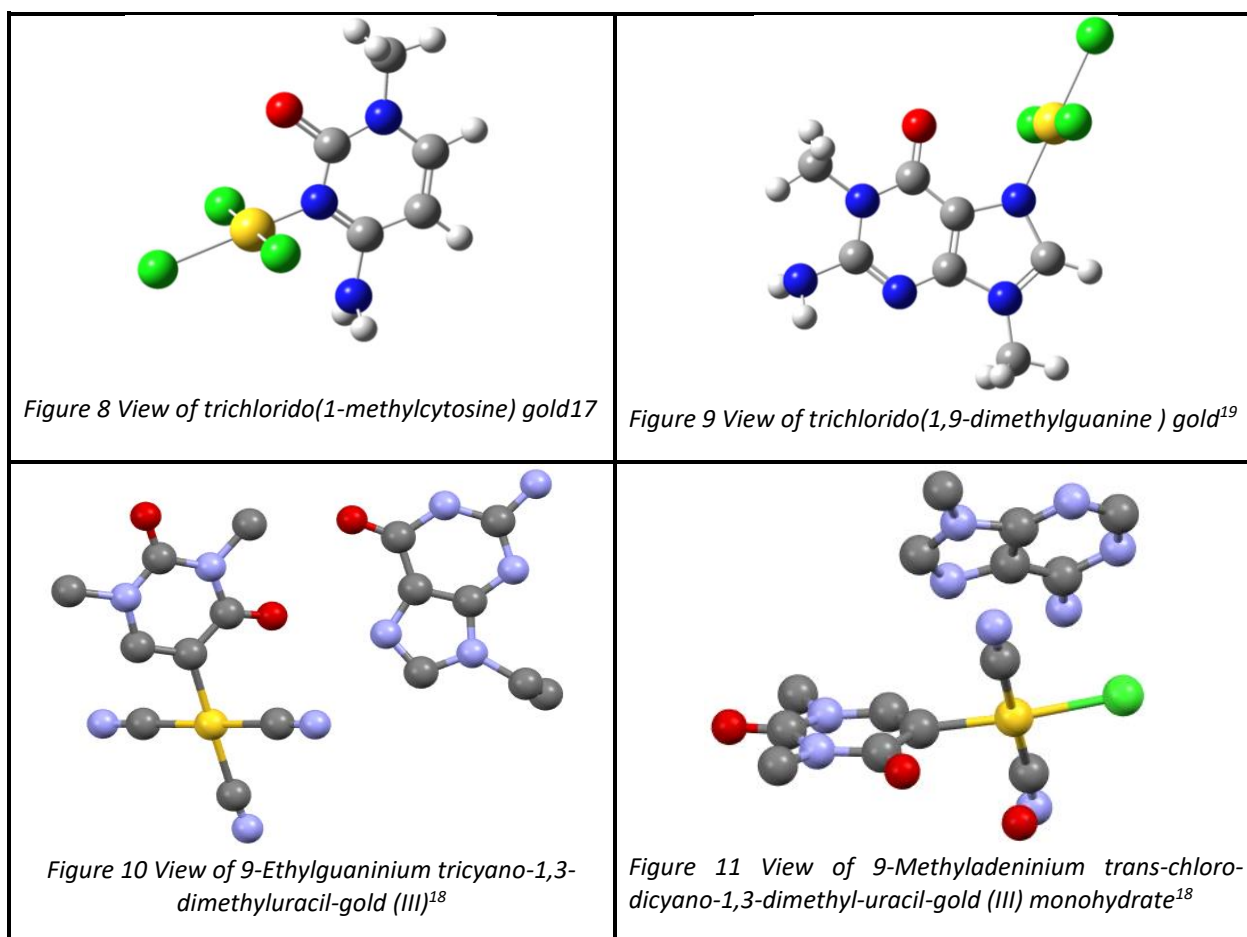 Figure 8 View of trichlorido(1-methylcytosine) gold17
Figure 9 View of trichlorido(1,9-dimethylguanine ) gold19
Figure 10 View of 9-Ethylguaninium tricyano-1,3-
dimethyluracil-gold (III)18
Figure 11 View of 9-Methyladeninium trans-chloro-
dicyano-1,3-dimethyl-uracil-gold (III) monohydrate18